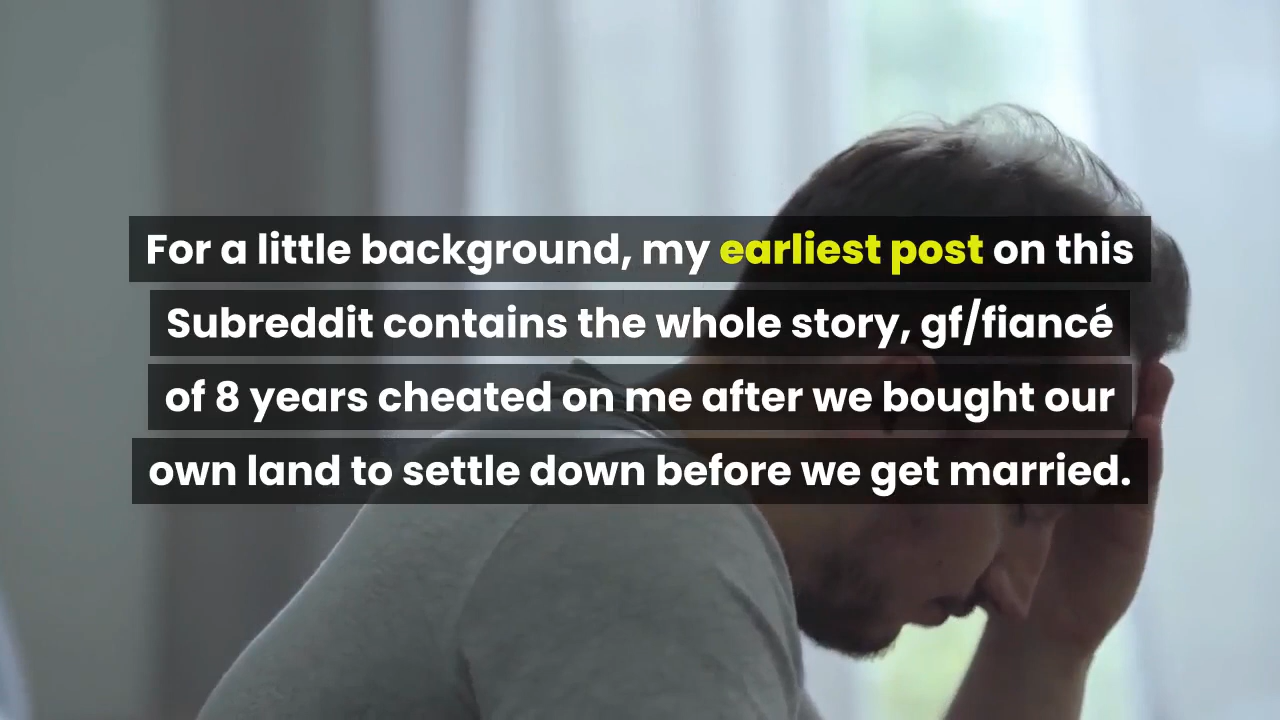 For a little background, my earliest post on this
Subreddit contains the whole story, gf/fiancé
of 8 years cheated on me after we bought our
own land to settle down before we get married.